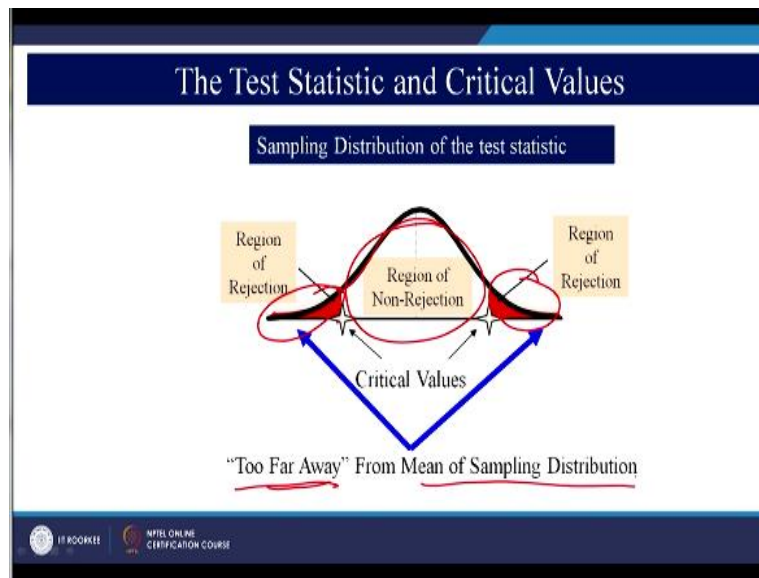 The Test Statistic and Critical Values
Sampling Distribution of the test statistic
Region
of
Rejection
Region of
Non-Rejection
Region
of
Rejection
Critical Values
“Too Far Away” From Mean of Sampling Distribution
IIT ROORKEE
NPTEL ONLINE
CERTIFICATION COURSE